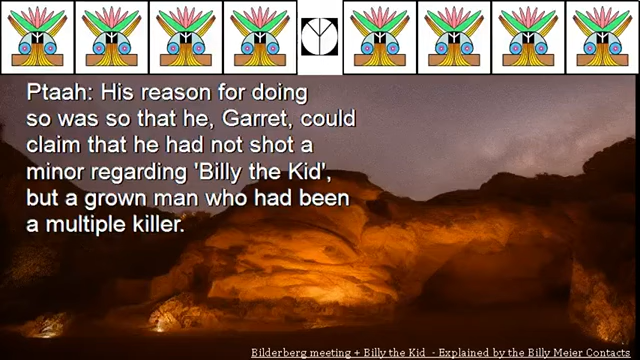 Ptaah: His reason for doing
so was so that he, Garret, could
claim that he had not shot a
minor regarding 'Billy the Kid',
but a grown man who had been
a multiple killer.
Bilderberg meeting + Billy the Kid - Explained by the Billy Meier Contacts